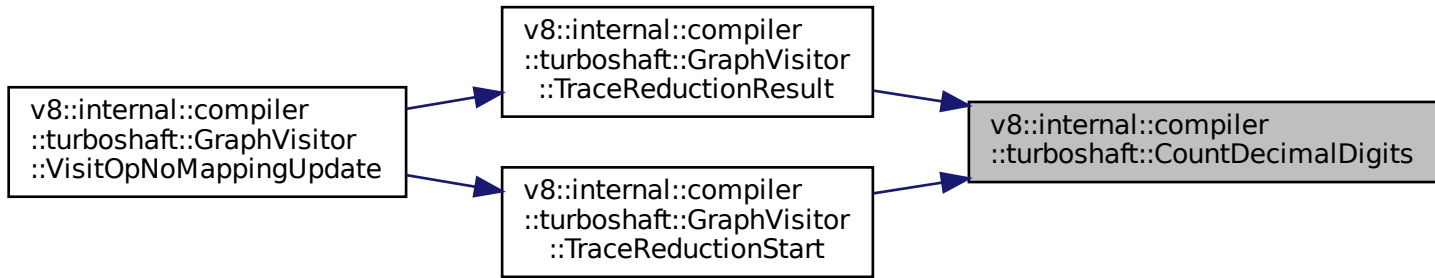 v8::internal::compiler
::turboshaft::GraphVisitor
::VisitOpNoMappingUpdate
v8::internal::compiler
::turboshaft::GraphVisitor
::TraceReductionResult
v8::internal::compiler
::turboshaft::GraphVisitor
::TraceReductionStart
v8::internal::compiler
::turboshaft::CountDecimalDigits